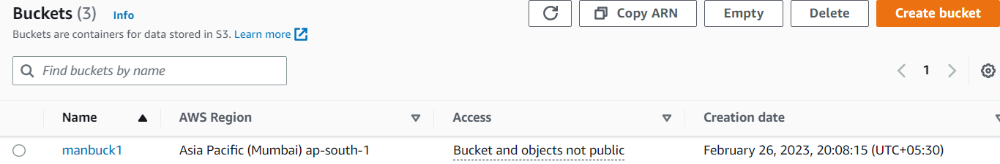 Buckets (3) Info
Copy ARN Empty Delete Create bucket
Buckets are containers for data stored in S3. Learn more
Find buckets by name
1
Name AWS Region Access Creation date
manbuck1 Asia Pacific (Mumbai) ap-south-1 Bucket and objects not public February 26, 2023, 20:08:15 (UTC+05:30)